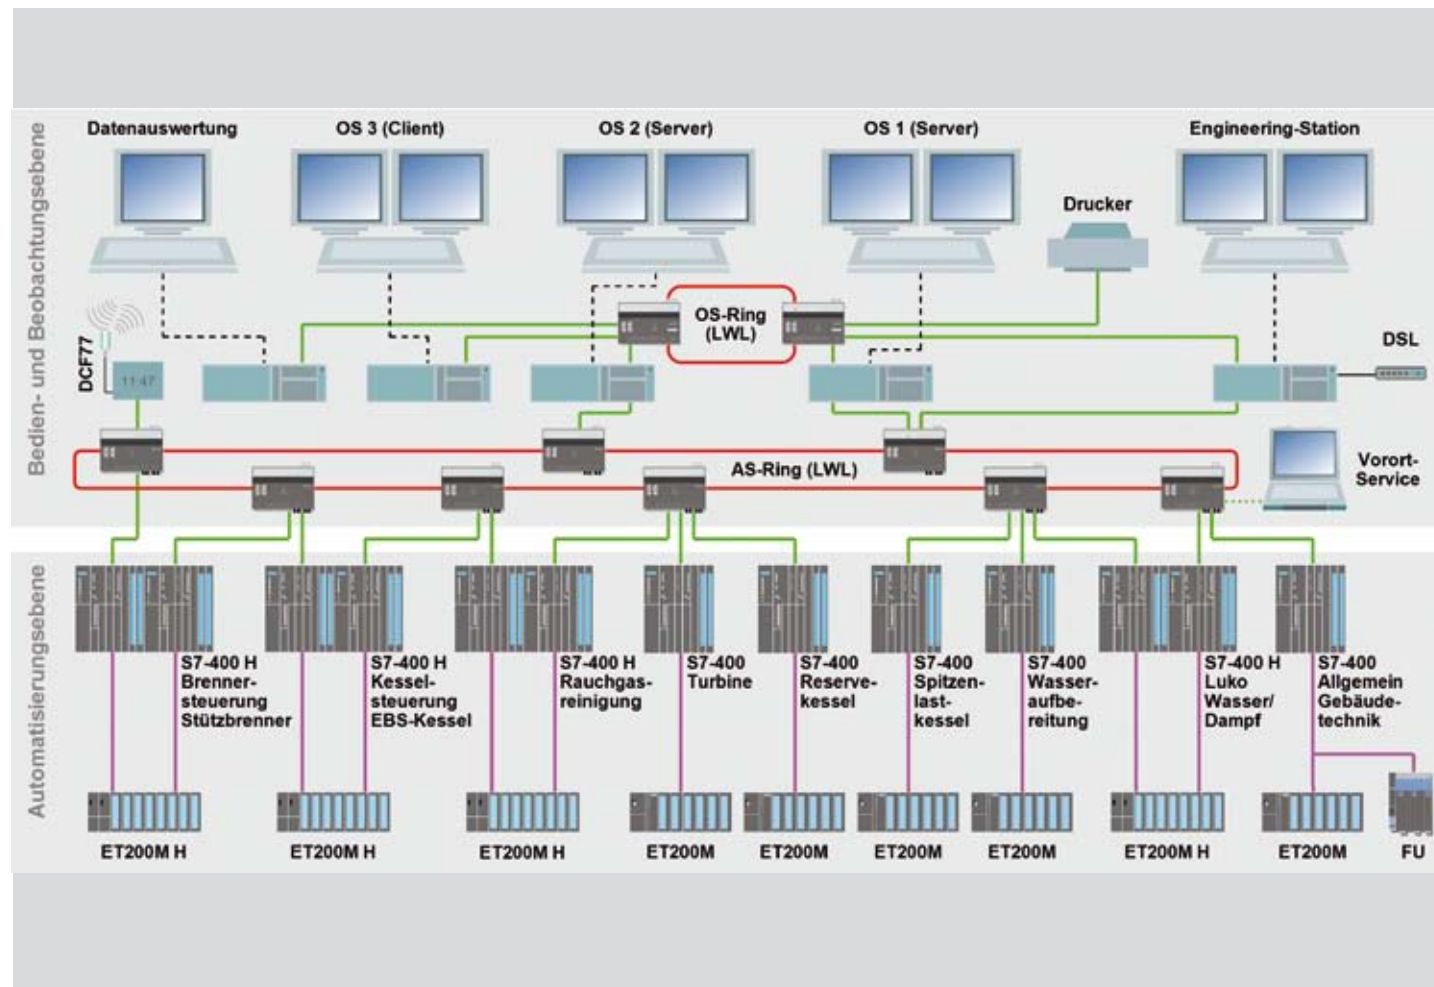 Bedien- und Beobachtungsebene
Datenauswertung
OS 3 (Client)
OS 2 (Server)
OS 1 (Server)
Engineering-Station
Drucker
OS-Ring
(LWL)
DCF77
11:47
DSL
AS-Ring (LWL)
Vorort-
Service
Automatisierungsebene
S7-400 H
Brenner-
steuerung
Stützbrenner
S7-400 H
Kessel-
steuerung
EBS-Kessel
S7-400 H
Rauchgas-
reinigung
S7-400
Turbine
S7-400
Reserve-
kessel
S7-400
Spitzen-
last-
kessel
S7-400
Wasser-
aufbe-
reitung
S7-400 H
Luko
Wasser/
Dampf
S7-400
Allgemein
Gebäude-
technik
ET200M H
ET200M H
ET200M H
ET200M
ET200M
ET200M
ET200M
ET200M H
ET200M
FU